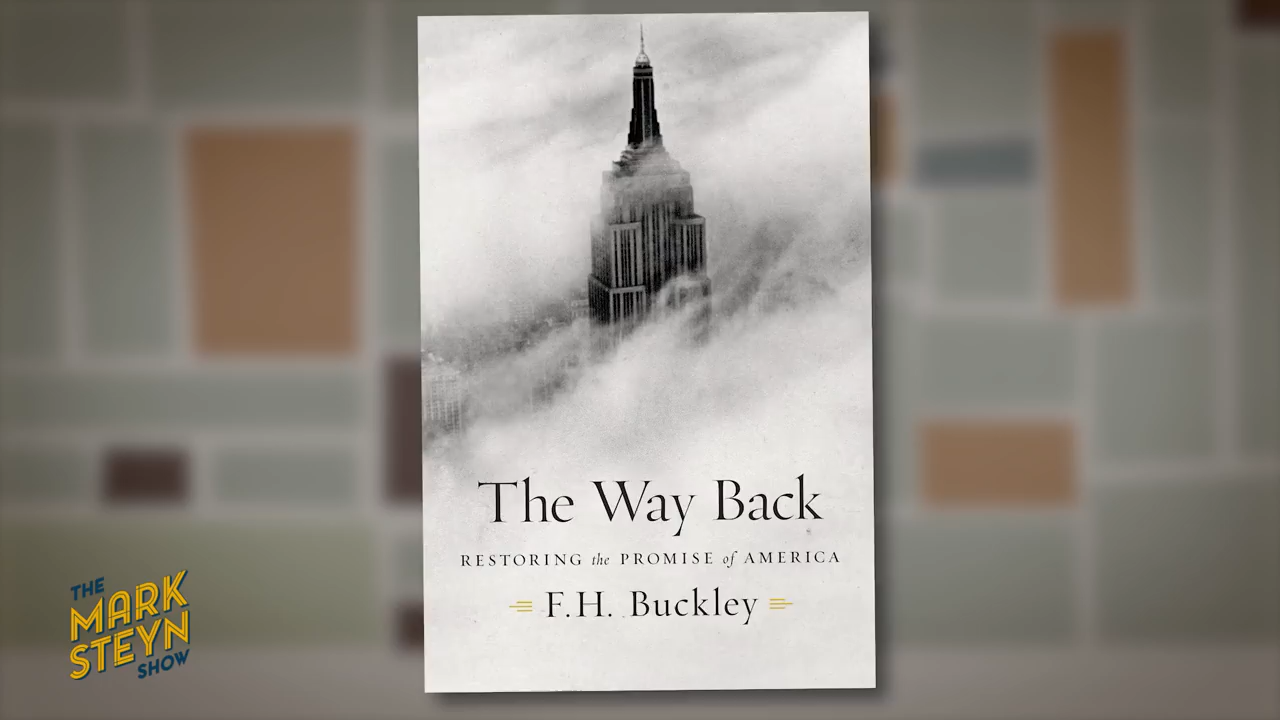 The Way Back
RESTORING the PROMISE of AMERICA
F.H. Buckley
THE
MARK
STEYN
SHOW